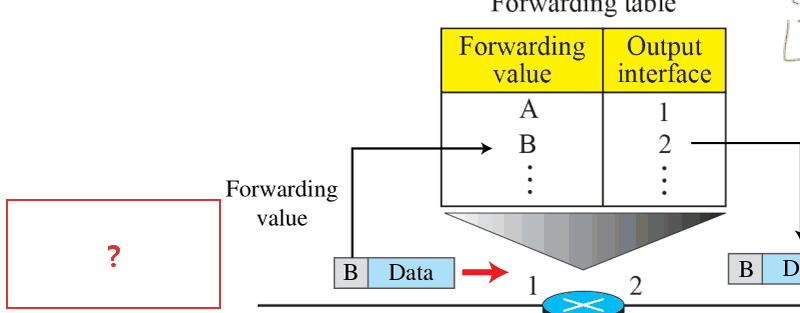 Forwarding table
Forwarding value
Output interface
A
1
B
2
Forwarding
value
?
B
Data
1
2
B
D